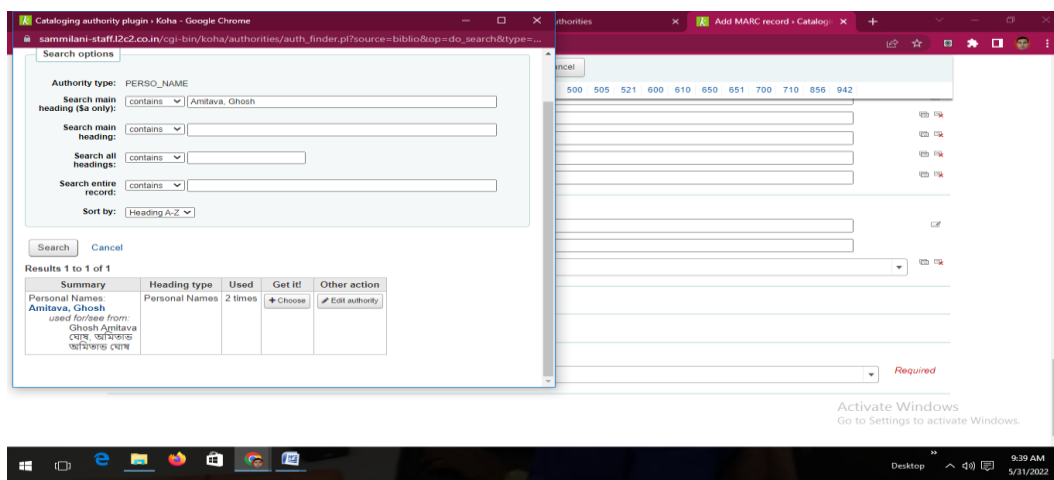 Cataloging authority plugin › Koha - Google Chrome
sammilani-staff.l2c2.co.in/cgi-bin/koha/authorities/auth_finder.pl?source=biblio&op=do_search&type=...
Search options
Authority type: PERSO_NAME
Search main heading ($a only): contains Amitava, Ghosh
Search main heading: contains
Search all headings: contains
Search entire record: contains
Sort by: Heading A-Z
Search Cancel
Results 1 to 1 of 1
Summary Heading type Used Get it! Other action
Personal Names: Personal Names 2 times + Choose Edit authority
Amitava, Ghosh
used for/see from:
Ghosh Amitava
ঘোষ, অমিতাভ
অমিতাভ ঘোষ
uthorities
Add MARC record › Catalogi
ancel
500 505 521 600 610 650 651 700 710 856 942
Required
Activate Windows
Go to Settings to activate Windows.
Desktop
9:39 AM
5/31/2022